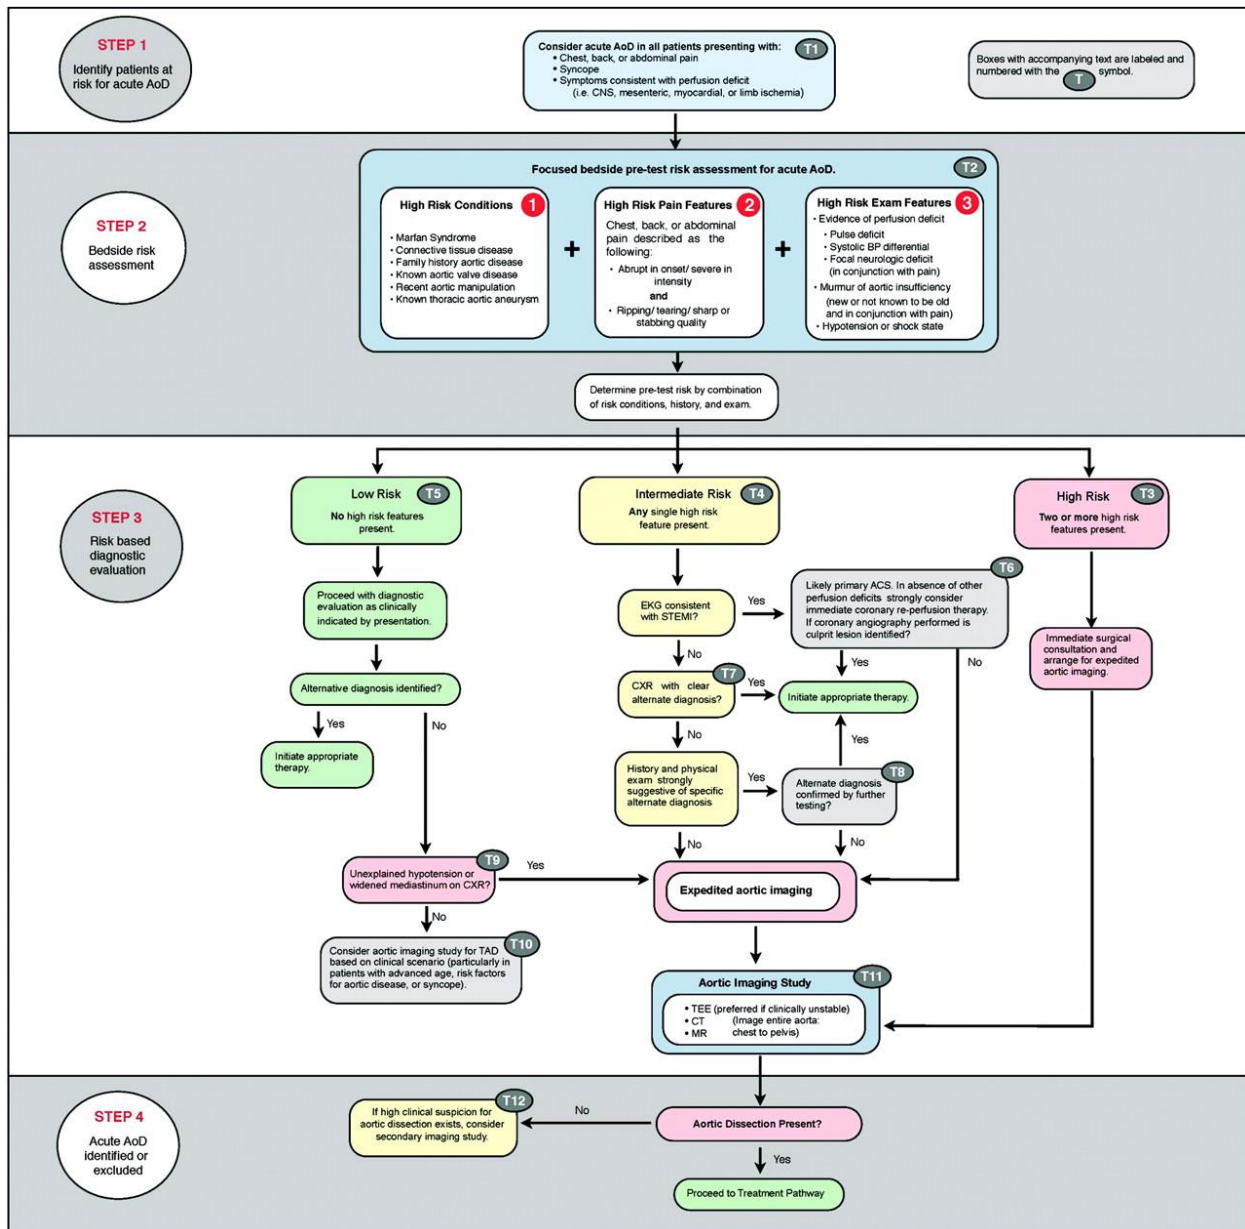 STEP 1
Identify patients at
risk for acute AoD
Consider acute AoD in all patients presenting with:
T1
• Chest, back, or abdominal pain
• Syncope
• Symptoms consistent with perfusion deficit
(i.e. CNS, mesenteric, myocardial, or limb ischemia)
Boxes with accompanying text are labeled and
numbered with the T symbol.
STEP 2
Bedside risk
assessment
Focused bedside pre-test risk assessment for acute AoD.
T2
High Risk Conditions
1
• Marfan Syndrome
• Connective tissue disease
• Family history aortic disease
• Known aortic valve disease
• Recent aortic manipulation
• Known thoracic aortic aneurysm
+
High Risk Pain Features
2
Chest, back, or abdominal
pain described as the
following:
• Abrupt in onset/ severe in
intensity
and
• Ripping/ tearing/ sharp or
stabbing quality
+
High Risk Exam Features
3
• Evidence of perfusion deficit
• Pulse deficit
• Systolic BP differential
• Focal neurologic deficit
(in conjunction with pain)
• Murmur of aortic insufficiency
(new or not known to be old
and in conjunction with pain)
• Hypotension or shock state
Determine pre-test risk by combination
of risk conditions, history, and exam.
STEP 3
Risk based
diagnostic
evaluation
Low Risk
T5
No high risk features
present.
Proceed with diagnostic
evaluation as clinically
indicated by presentation.
Alternative diagnosis identified?
Yes
No
Initiate appropriate
therapy.
Unexplained hypotension or
widened mediastinum on CXR?
T9
Yes
No
Consider aortic imaging study for TAD
based on clinical scenario (particularly in
patients with advanced age, risk factors
for aortic disease, or syncope).
T10
Intermediate Risk
T4
Any single high risk
feature present.
EKG consistent
with STEMI?
Yes
No
Likely primary ACS. In absence of other
perfusion deficits strongly consider
immediate coronary re-perfusion therapy.
If coronary angiography performed is
culprit lesion identified?
T6
Yes
No
CXR with clear
alternate diagnosis?
T7
Yes
No
Initiate appropriate therapy.
Yes
History and physical
exam strongly
suggestive of specific
alternate diagnosis
Yes
No
Alternate diagnosis
confirmed by further
testing?
T8
No
Expedited aortic imaging
High Risk
T3
Two or more high risk
features present.
Immediate surgical
consultation and
arrange for expedited
aortic imaging.
Aortic Imaging Study
T11
• TEE (preferred if clinically unstable)
• CT (Image entire aorta:
• MR chest to pelvis)
STEP 4
Acute AoD
identified or
excluded
Aortic Dissection Present?
No
Yes
If high clinical suspicion for
aortic dissection exists, consider
secondary imaging study.
T12
Proceed to Treatment Pathway